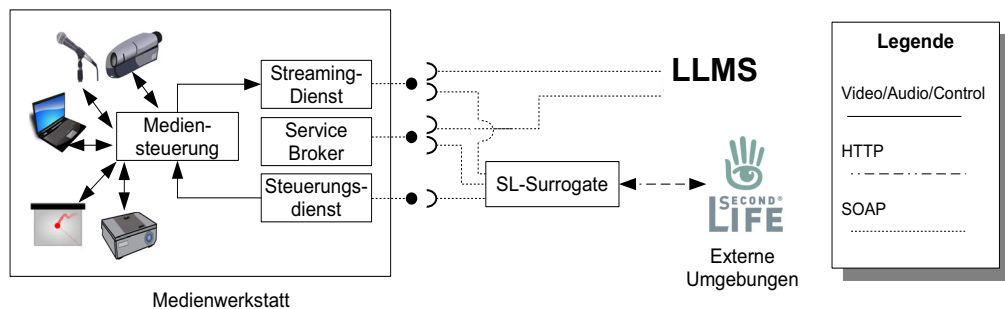 Streaming-
Dienst
Medien-
steuerung
Service
Broker
Steuerungs-
dienst
Medienwerkstatt
LLMS
SL-Surrogate
SECOND®
LIFE
Externe
Umgebungen
Legende
Video/Audio/Control
HTTP
SOAP